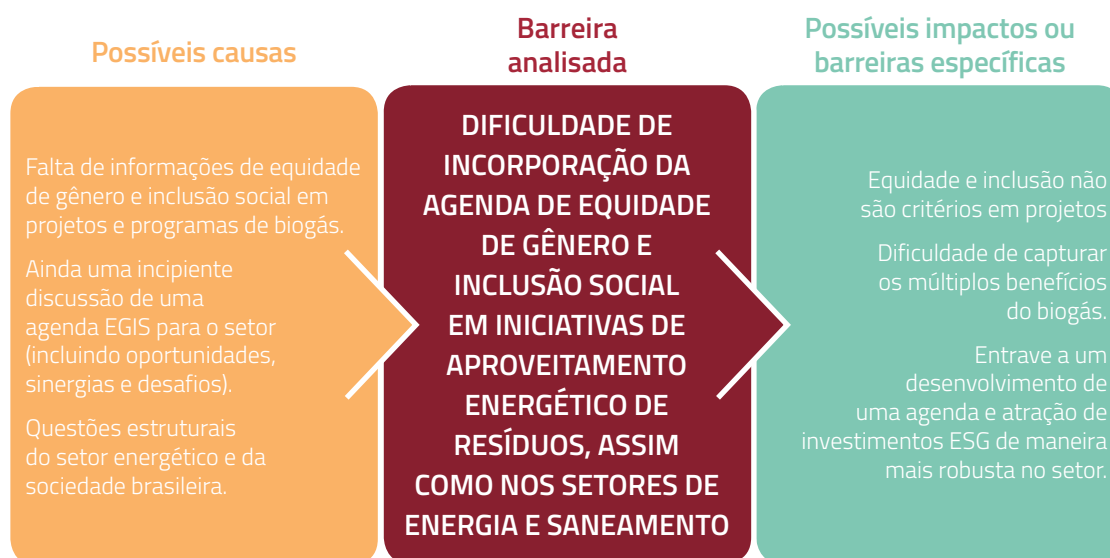 Possíveis causas
Falta de informações de equidade
de gênero e inclusão social em
projetos e programas de biogás.
Ainda uma incipiente
discussão de uma
agenda EGIS para o setor
(incluindo oportunidades,
sinergias e desafios).
Questões estruturais
do setor energético e da
sociedade brasileira.
Barreira
analisada
DIFICULDADE DE
INCORPORAÇÃO DA
AGENDA DE EQUIDADE
DE GÊNERO E
INCLUSÃO SOCIAL
EM INICIATIVAS DE
APROVEITAMENTO
ENERGÉTICO DE
RESÍDUOS, ASSIM
COMO NOS SETORES DE
ENERGIA E SANEAMENTO
Possíveis impactos ou
barreiras específicas
Equidade e inclusão não
são critérios em projetos
Dificuldade de capturar
os múltiplos benefícios
do biogás.
Entrave a um
desenvolvimento de
uma agenda e atração de
investimentos ESG de maneira
mais robusta no setor.